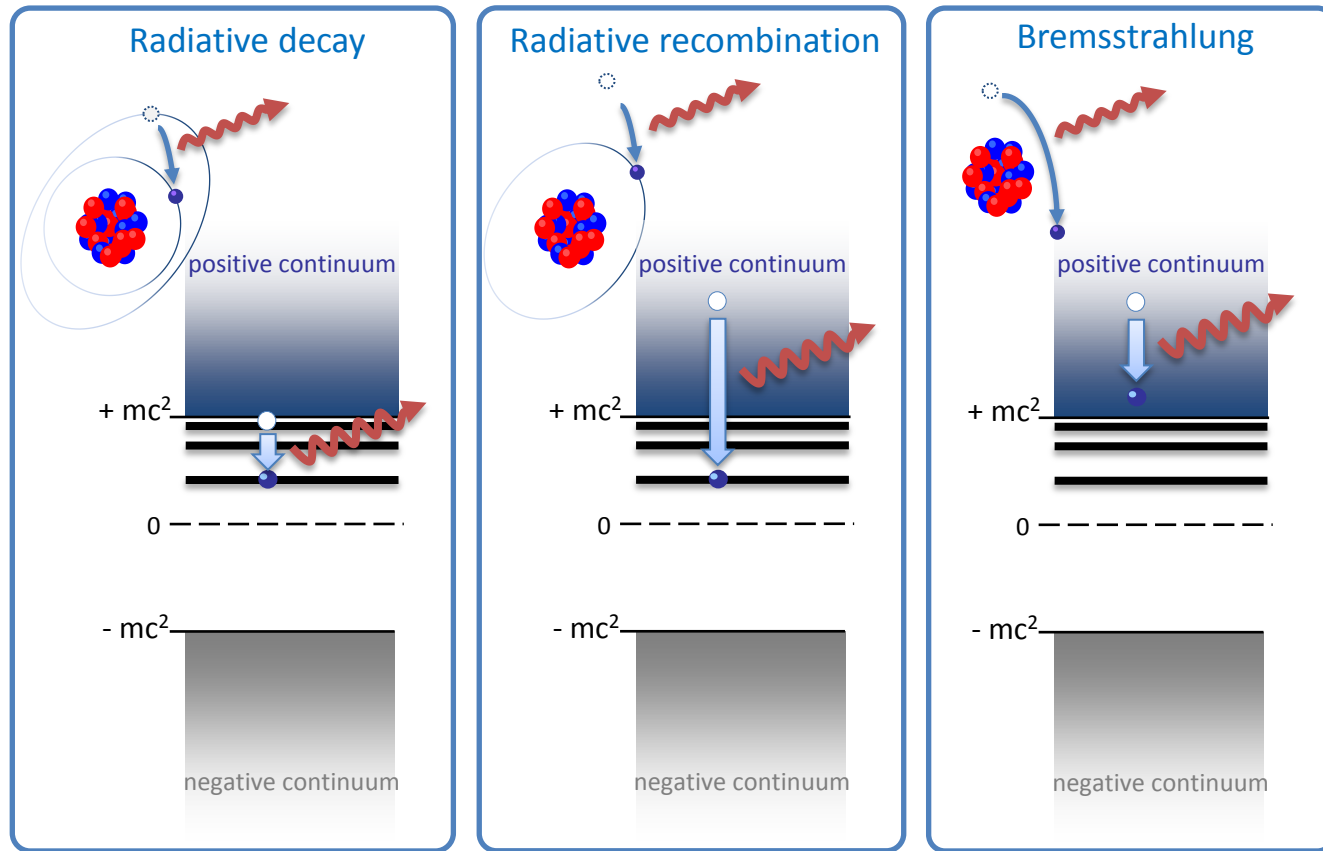 Radiative decay
positive continuum
+ mc²
0
- mc²
negative continuum
Radiative recombination
positive continuum
+ mc²
0
- mc²
negative continuum
Bremsstrahlung
positive continuum
+ mc²
0
- mc²
negative continuum